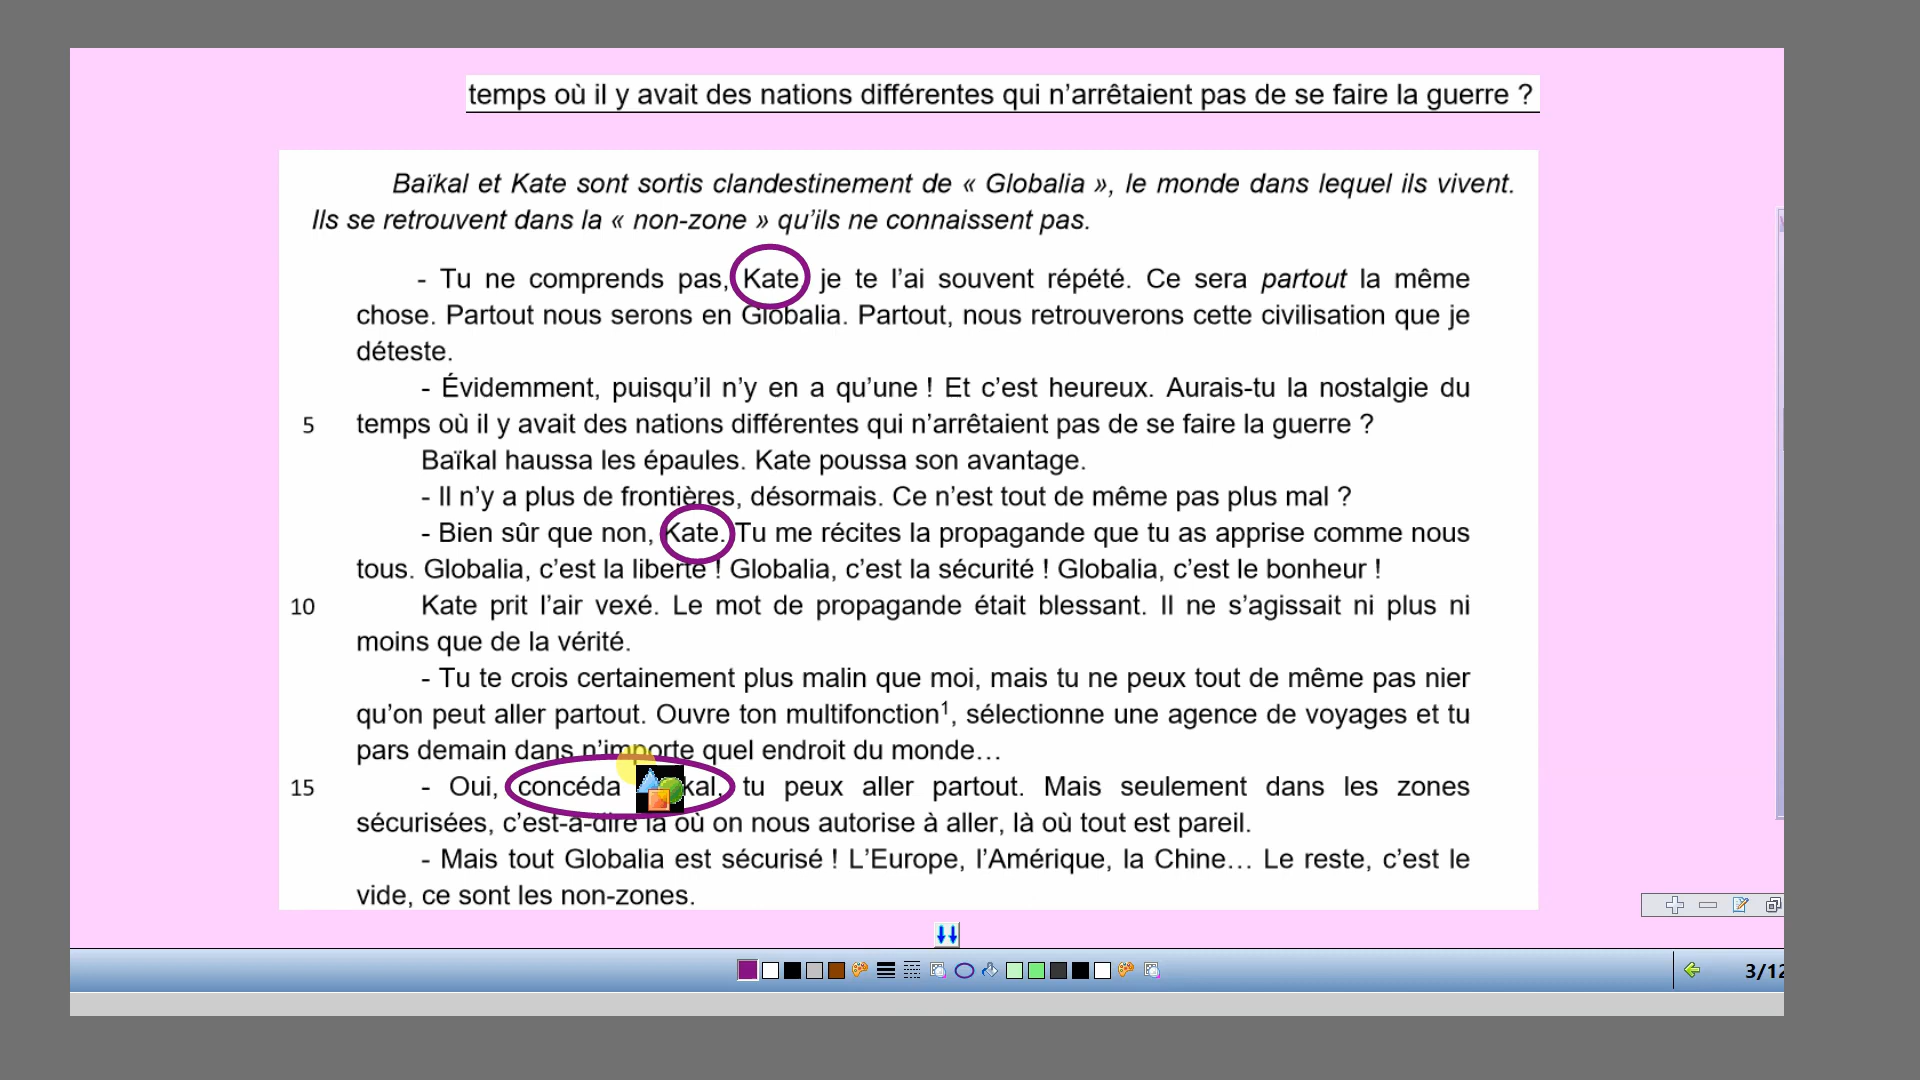 temps où il y avait des nations différentes qui n’arrêtaient pas de se faire la guerre ?
Baïkal et Kate sont sortis clandestinement de « Globalia », le monde dans lequel ils vivent.
Ils se retrouvent dans la « non-zone » qu’ils ne connaissent pas.
- Tu ne comprends pas, Kate, je te l’ai souvent répété. Ce sera partout la même
chose. Partout nous serons en Globalia. Partout, nous retrouverons cette civilisation que je
déteste.
- Évidemment, puisqu’il n’y en a qu’une ! Et c’est heureux. Aurais-tu la nostalgie du
5 temps où il y avait des nations différentes qui n’arrêtaient pas de se faire la guerre ?
Baïkal haussa les épaules. Kate poussa son avantage.
- Il n’y a plus de frontières, désormais. Ce n’est tout de même pas plus mal ?
- Bien sûr que non, Kate. Tu me récites la propagande que tu as apprise comme nous
tous. Globalia, c’est la liberté ! Globalia, c’est la sécurité ! Globalia, c’est le bonheur !
10 Kate prit l’air vexé. Le mot de propagande était blessant. Il ne s’agissait ni plus ni
moins que de la vérité.
- Tu te crois certainement plus malin que moi, mais tu ne peux tout de même pas nier
qu’on peut aller partout. Ouvre ton multifonction¹, sélectionne une agence de voyages et tu
pars demain dans n’importe quel endroit du monde…
15 - Oui, concéda kal, tu peux aller partout. Mais seulement dans les zones
sécurisées, c’est-à-dire là où on nous autorise à aller, là où tout est pareil.
- Mais tout Globalia est sécurisé ! L’Europe, l’Amérique, la Chine… Le reste, c’est le
vide, ce sont les non-zones.
3/12